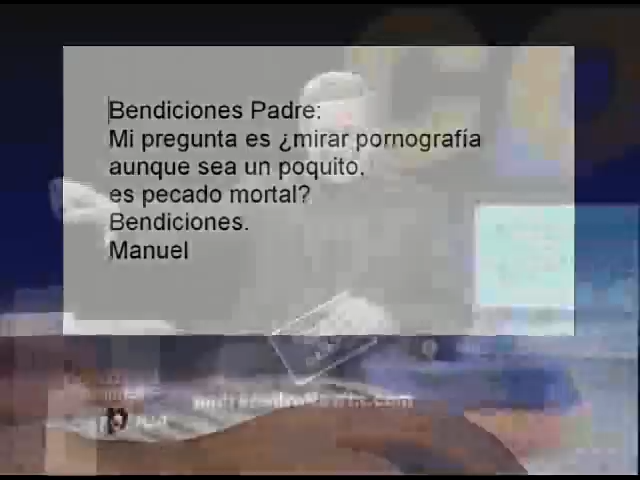 Bendiciones Padre:
Mi pregunta es ¿mirar pornografía
aunque sea un poquito.
es pecado mortal?
Bendiciones.
Manuel